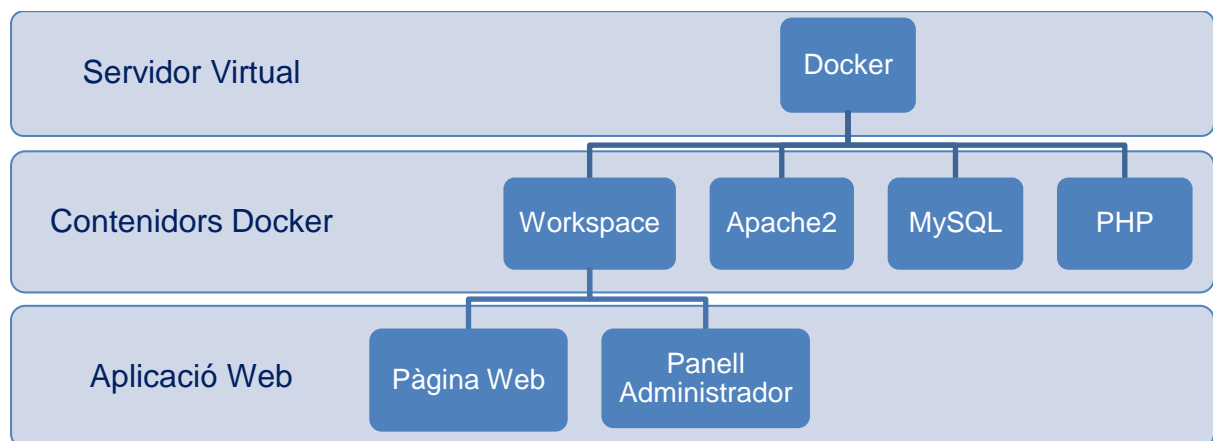 Servidor Virtual
Docker
Contenidors Docker
Workspace
Apache2
MySQL
PHP
Aplicació Web
Pàgina Web
Panell
Administrador